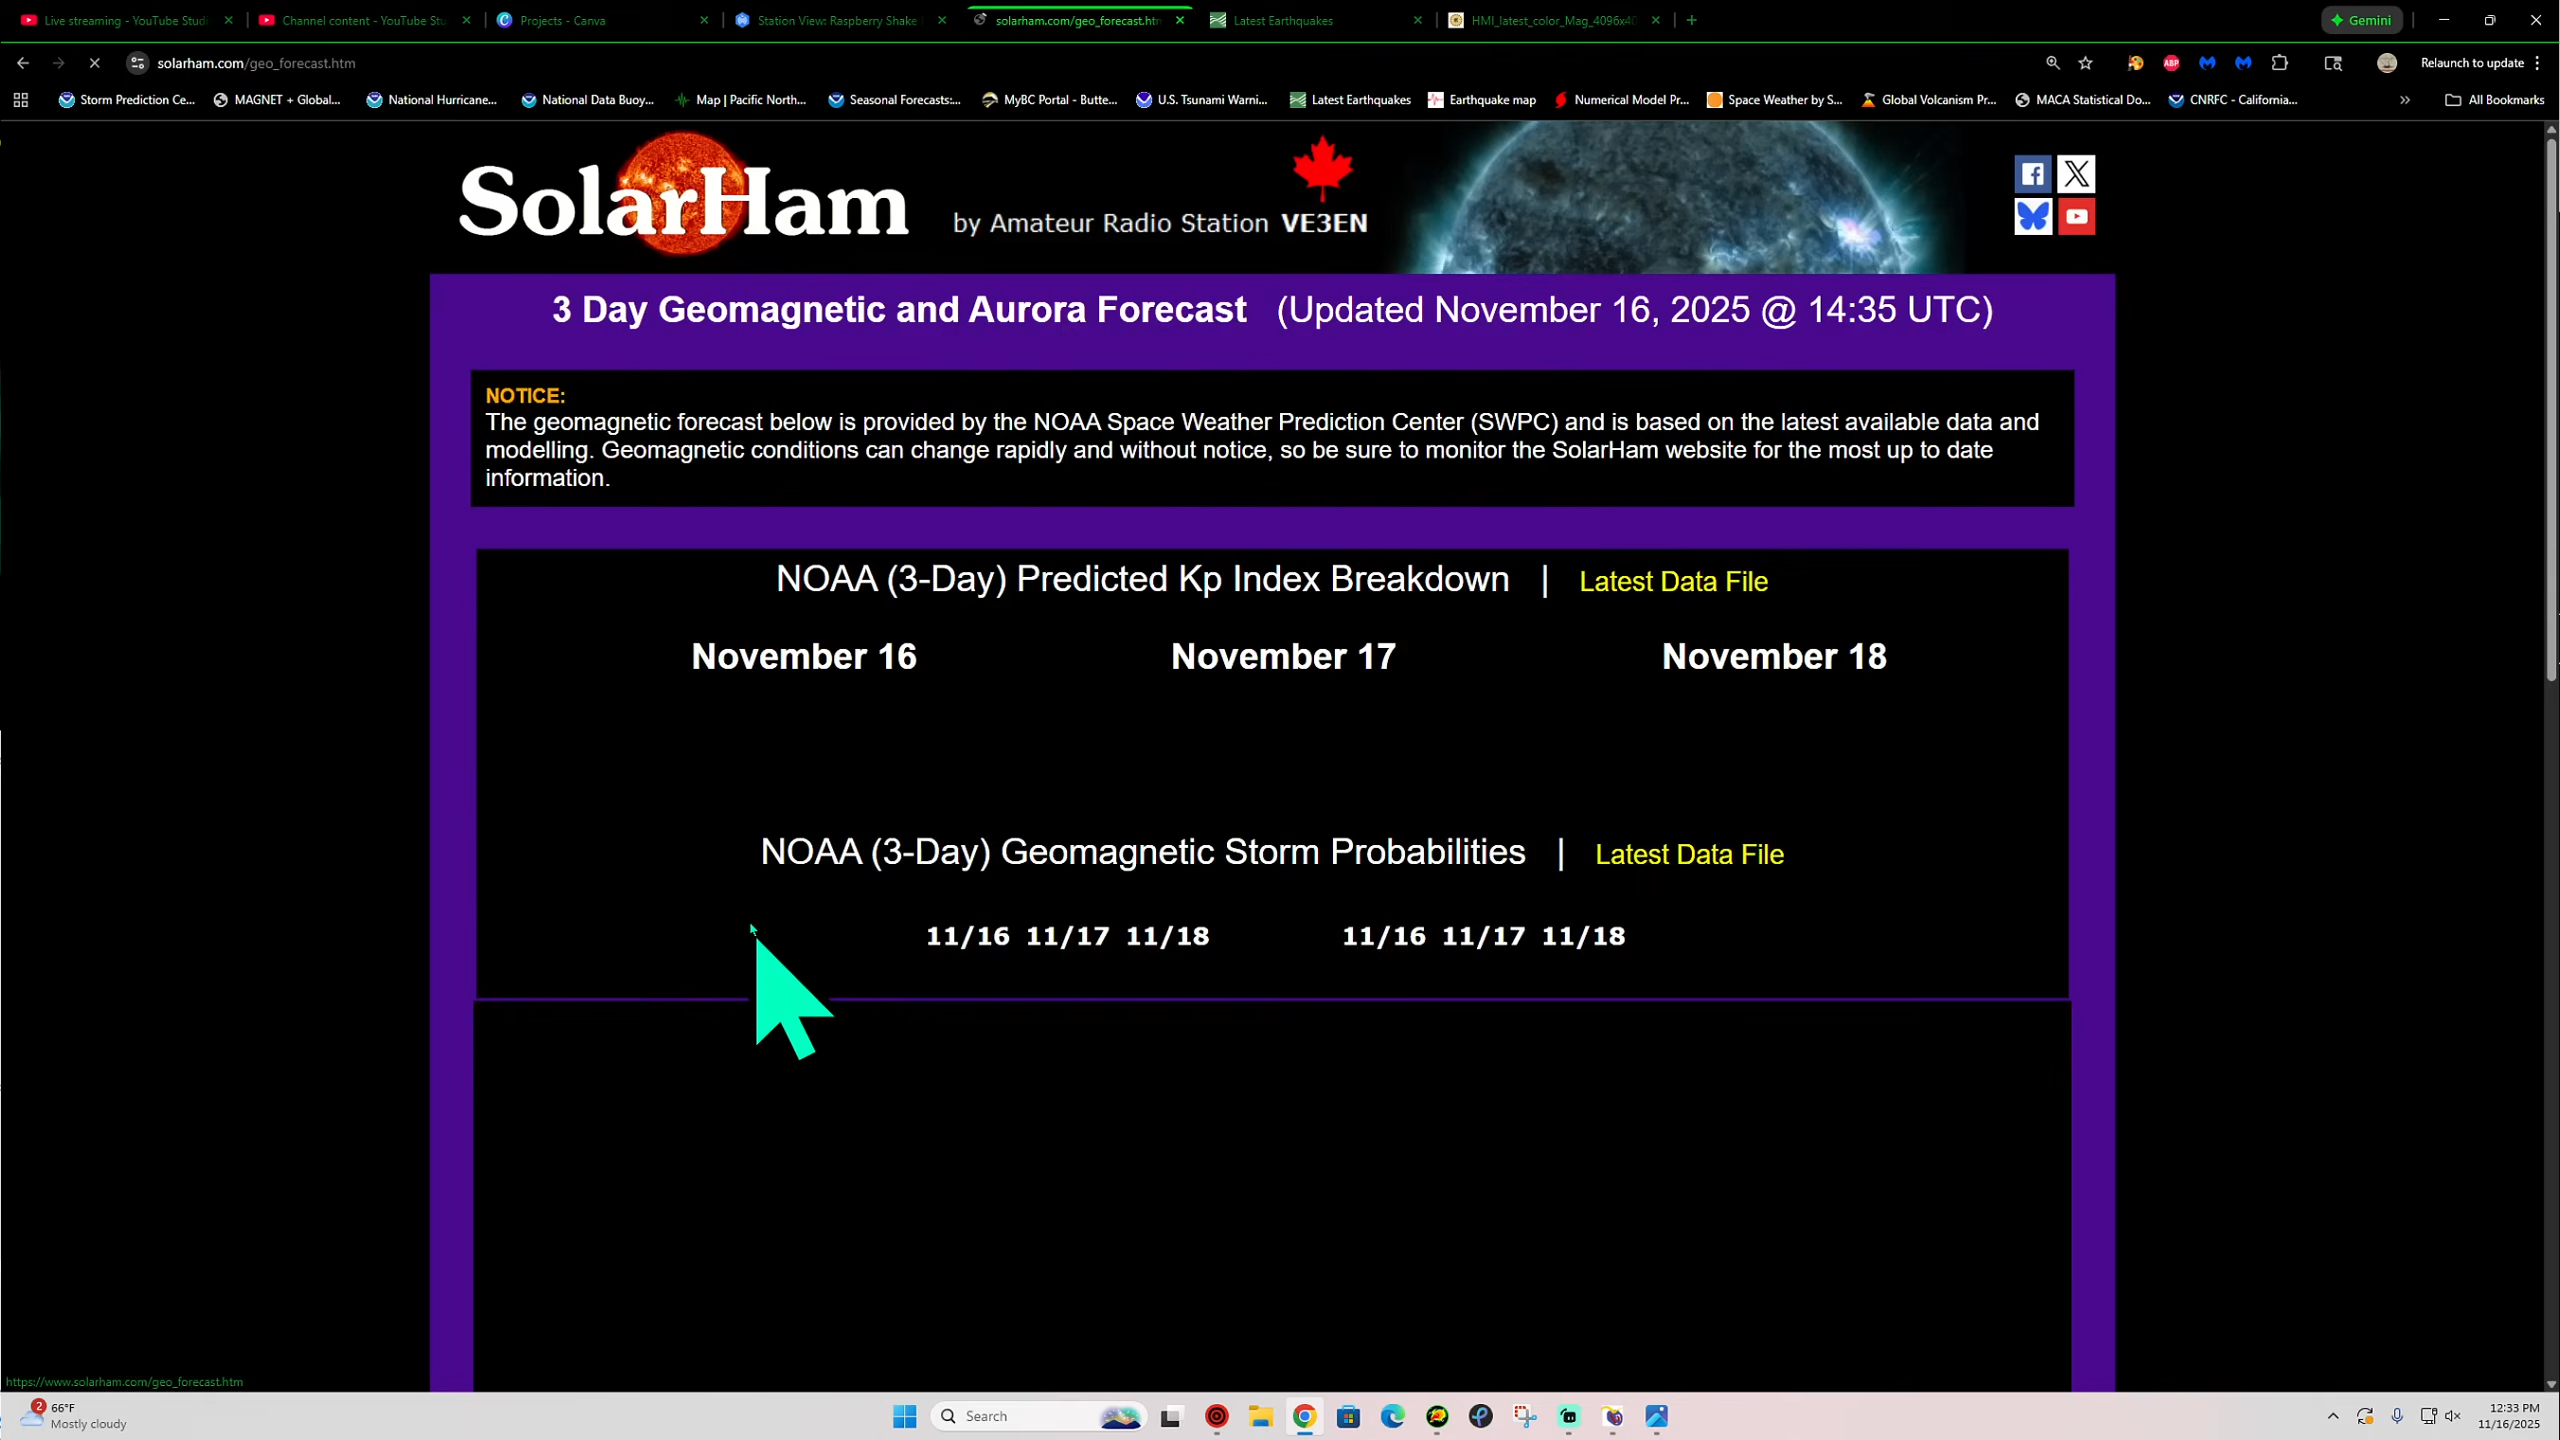 Live streaming - YouTube Studi
Channel content - YouTube Stu
Projects - Canva
Station View: Raspberry Shake
solarham.com/geo_forecast.htm
Latest Earthquakes
HMI_latest_color_Mag_4096x40
Gemini
solarham.com/geo_forecast.htm
ABP
Relaunch to update
Storm Prediction Ce...
MAGNET + Global...
National Hurricane...
National Data Buoy...
Map | Pacific North...
Seasonal Forecasts:...
MyBC Portal - Butte...
U.S. Tsunami Warni...
Latest Earthquakes
Earthquake map
Numerical Model Pr...
Space Weather by S...
Global Volcanism Pr...
MACA Statistical Do...
CNRFC - California...
All Bookmarks
SolarHam
by Amateur Radio Station VE3EN
3 Day Geomagnetic and Aurora Forecast (Updated November 16, 2025 @ 14:35 UTC)
NOTICE:
The geomagnetic forecast below is provided by the NOAA Space Weather Prediction Center (SWPC) and is based on the latest available data and
modelling. Geomagnetic conditions can change rapidly and without notice, so be sure to monitor the SolarHam website for the most up to date
information.
NOAA (3-Day) Predicted Kp Index Breakdown | Latest Data File
November 16 November 17 November 18
NOAA (3-Day) Geomagnetic Storm Probabilities | Latest Data File
11/16 11/17 11/18 11/16 11/17 11/18
https://www.solarham.com/geo_forecast.htm
2
66°F
Mostly cloudy
Search
12:33 PM
11/16/2025